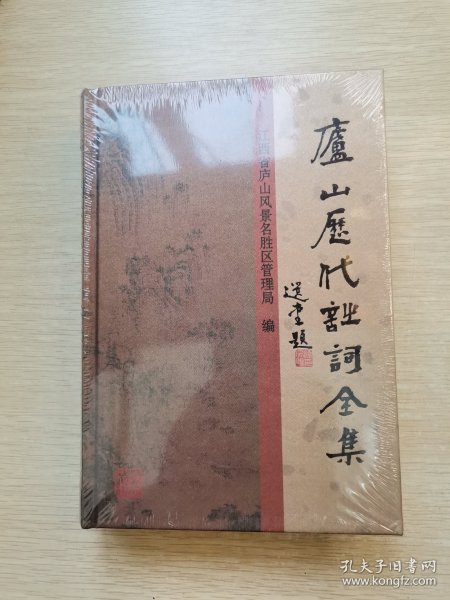 廬山歷代詩詞全集
選堂題
江西省庐山风景名胜区管理局 编
孔夫子旧书网
www.kongfz.com